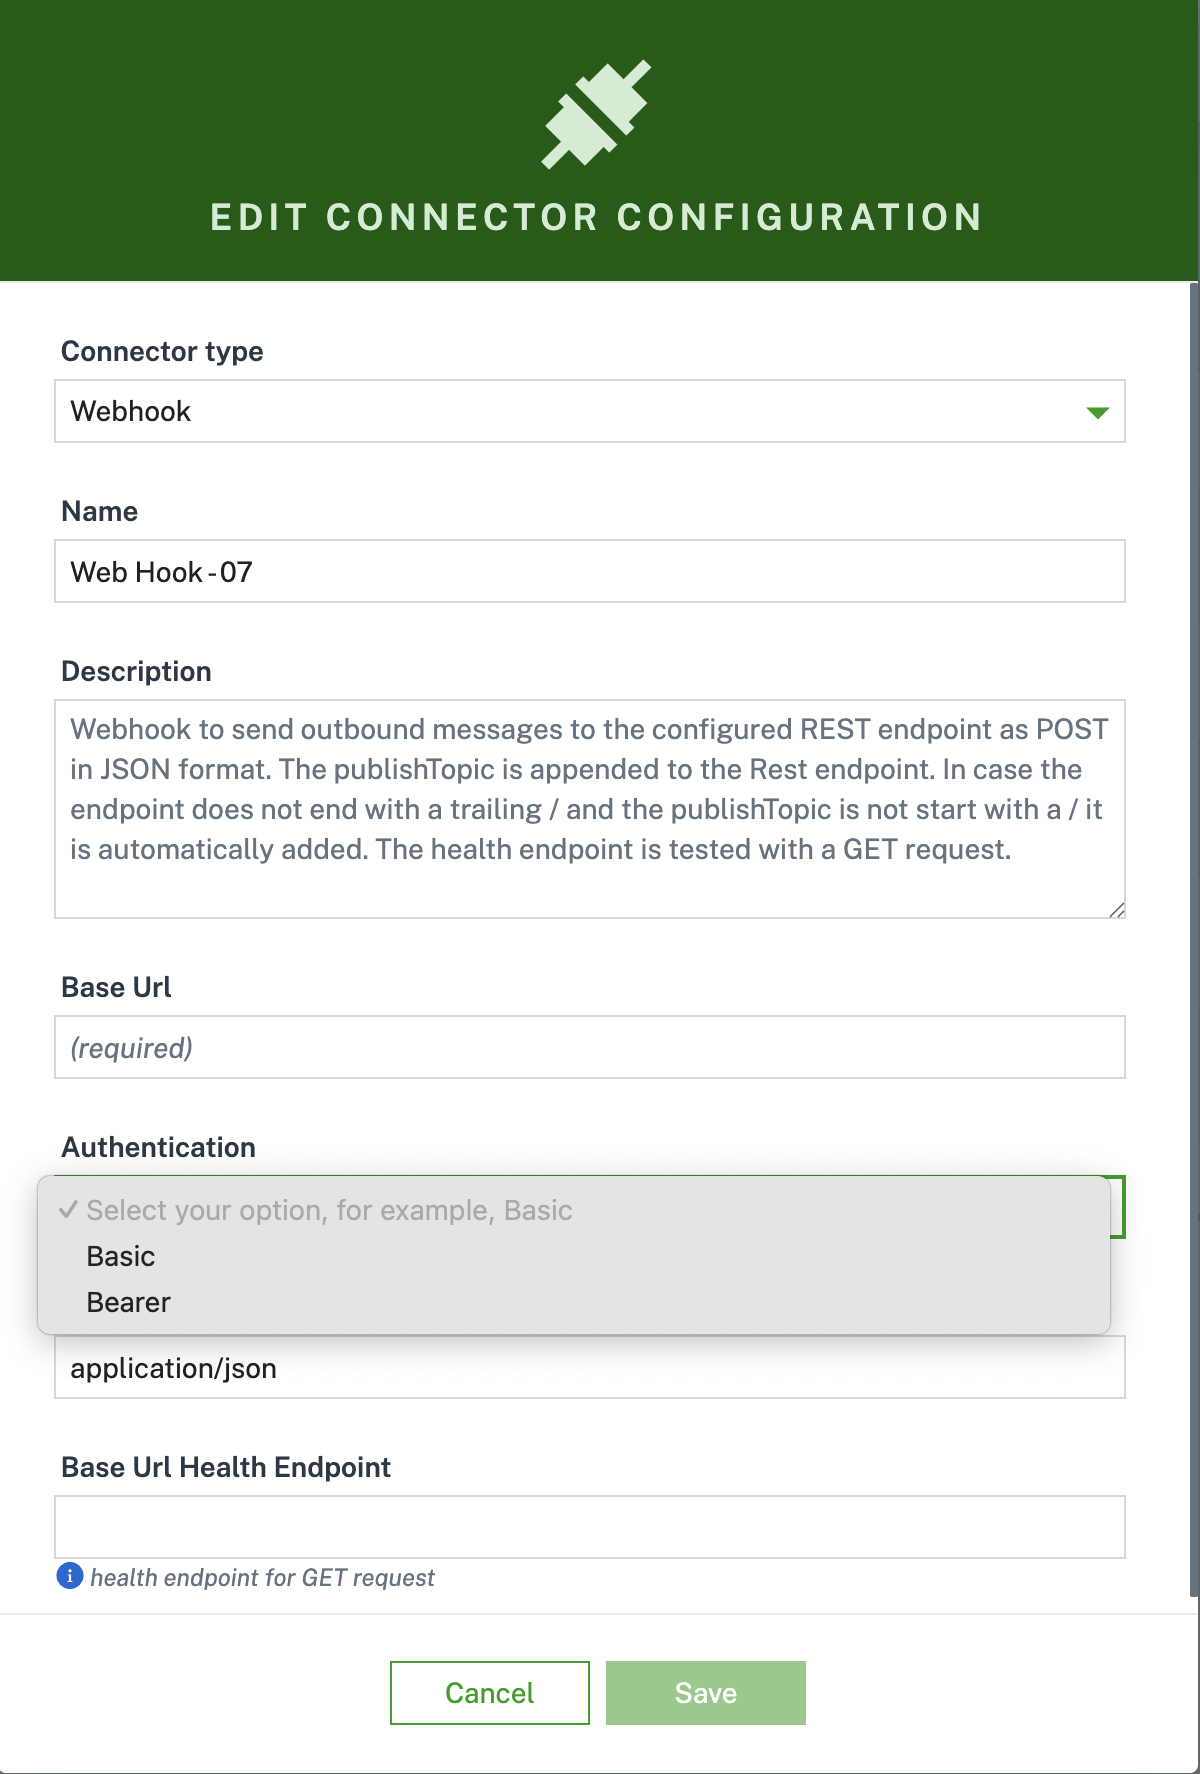 EDIT CONNECTOR CONFIGURATION
Connector type
Webhook
Name
Web Hook - 07
Description
Webhook to send outbound messages to the configured REST endpoint as POST
in JSON format. The publishTopic is appended to the Rest endpoint. In case the
endpoint does not end with a trailing / and the publishTopic is not start with a / it
is automatically added. The health endpoint is tested with a GET request.
Base Url
(required)
Authentication
✓ Select your option, for example, Basic
Basic
Bearer
application/json
Base Url Health Endpoint
i health endpoint for GET request
Cancel
Save